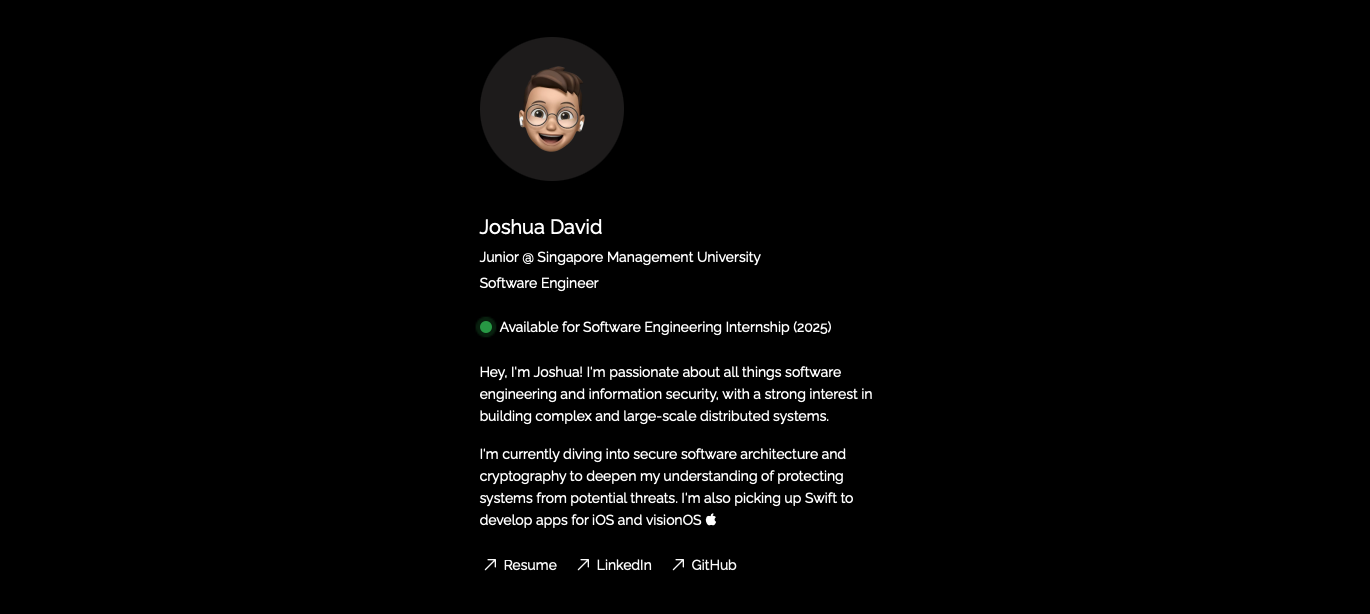 Joshua David
Junior @ Singapore Management University
Software Engineer
Available for Software Engineering Internship (2025)
Hey, I'm Joshua! I'm passionate about all things software
engineering and information security, with a strong interest in
building complex and large-scale distributed systems.
I'm currently diving into secure software architecture and
cryptography to deepen my understanding of protecting
systems from potential threats. I'm also picking up Swift to
develop apps for iOS and visionOS 
Resume LinkedIn GitHub